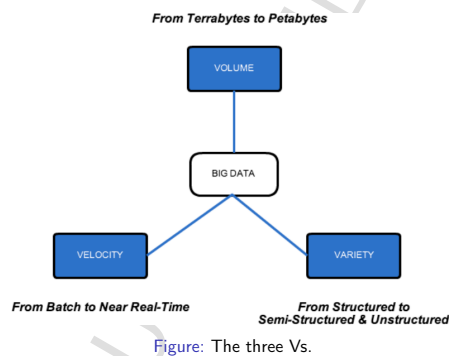 From Terrabytes to Petabytes
VOLUME
BIG DATA
VELOCITY
VARIETY
From Batch to Near Real-Time
From Structured to
Semi-Structured & Unstructured
Figure: The three Vs.